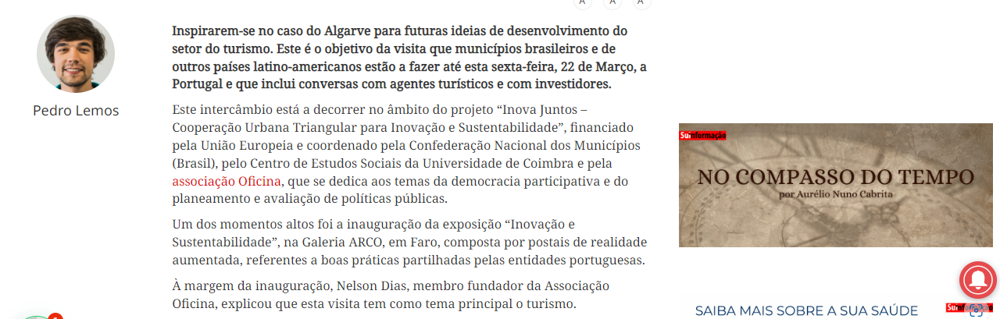 A A A
Inspirarem-se no caso do Algarve para futuras ideias de desenvolvimento do
setor do turismo. Este é o objetivo da visita que municípios brasileiros e de
outros países latino-americanos estão a fazer até esta sexta-feira, 22 de Março, a
Portugal e que inclui conversas com agentes turísticos e com investidores.
Pedro Lemos
Este intercâmbio está a decorrer no âmbito do projeto “Inova Juntos –
Cooperação Urbana Triangular para Inovação e Sustentabilidade”, financiado
pela União Europeia e coordenado pela Confederação Nacional dos Municípios
(Brasil), pelo Centro de Estudos Sociais da Universidade de Coimbra e pela
associação Oficina, que se dedica aos temas da democracia participativa e do
planeamento e avaliação de políticas públicas.
Um dos momentos altos foi a inauguração da exposição “Inovação e
Sustentabilidade”, na Galeria ARCO, em Faro, composta por postais de realidade
aumentada, referentes a boas práticas partilhadas pelas entidades portuguesas.
À margem da inauguração, Nelson Dias, membro fundador da Associação
Oficina, explicou que esta visita tem como tema principal o turismo.
Sulinformação
NO COMPASSO DO TEMPO
por Aurélio Nuno Cabrita
SAIBA MAIS SOBRE A SUA SAÚDE